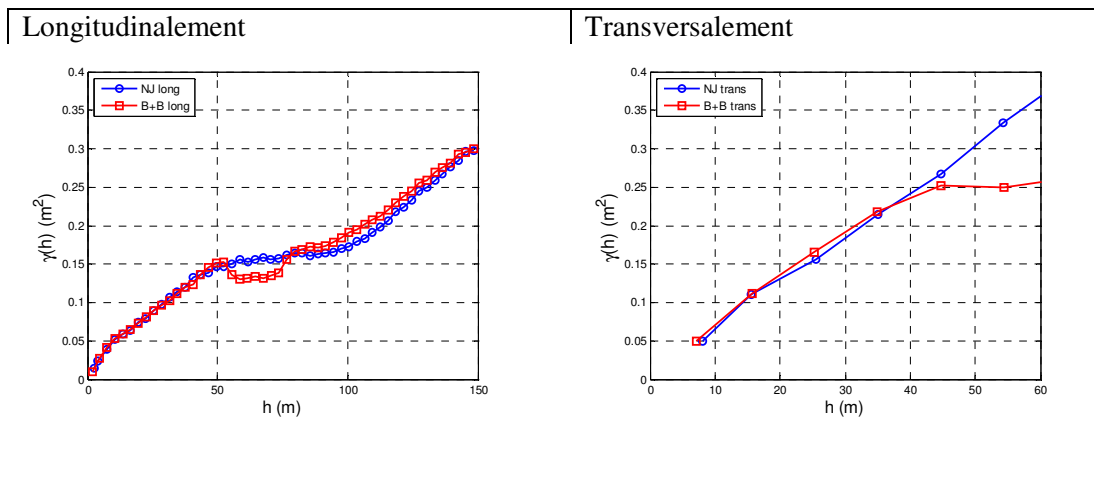 Longitudinalement
Transversalement
0.4
0.35
0.3
0.25
0.2
0.15
0.1
0.05
0
γ(h) (m²)
NJ long
B+B long
0 50 100 150
h (m)
0.4
0.35
0.3
0.25
0.2
0.15
0.1
0.05
0
γ(h) (m²)
NJ trans
B+B trans
0 10 20 30 40 50 60
h (m)